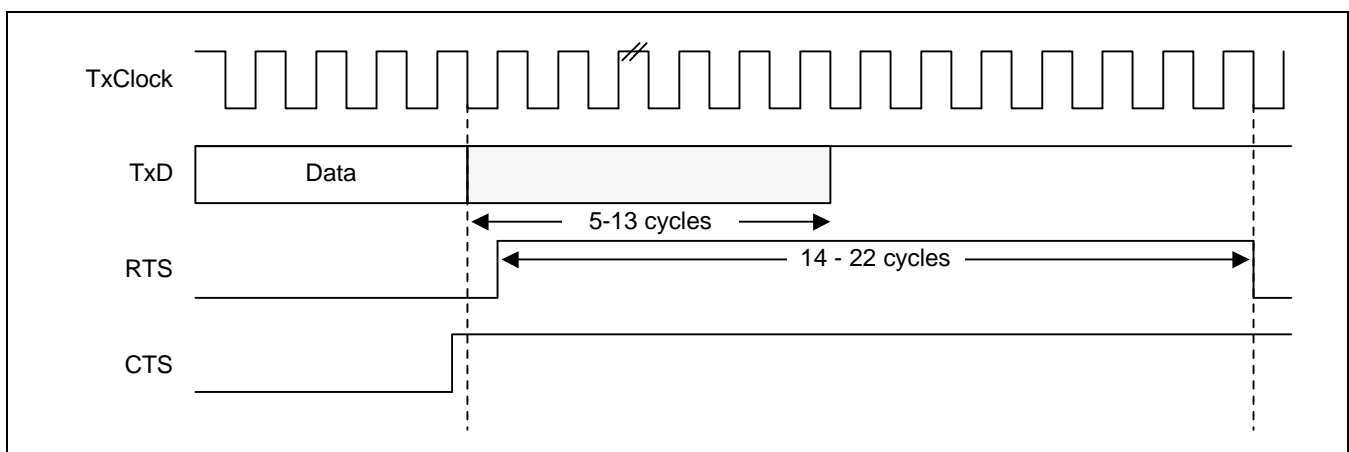 TxClock
TxD
Data
5-13 cycles
RTS
14 - 22 cycles
CTS